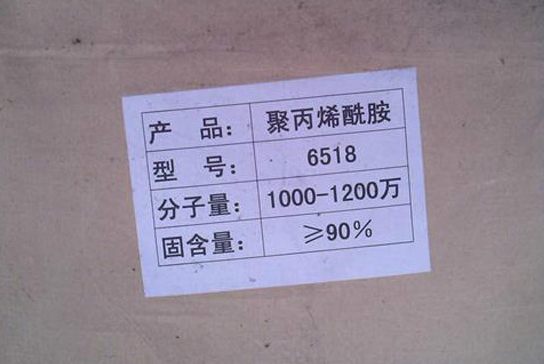 产 品： 聚丙烯酰胺
型 号： 6518
分子量： 1000-1200万
固含量： ≥90%